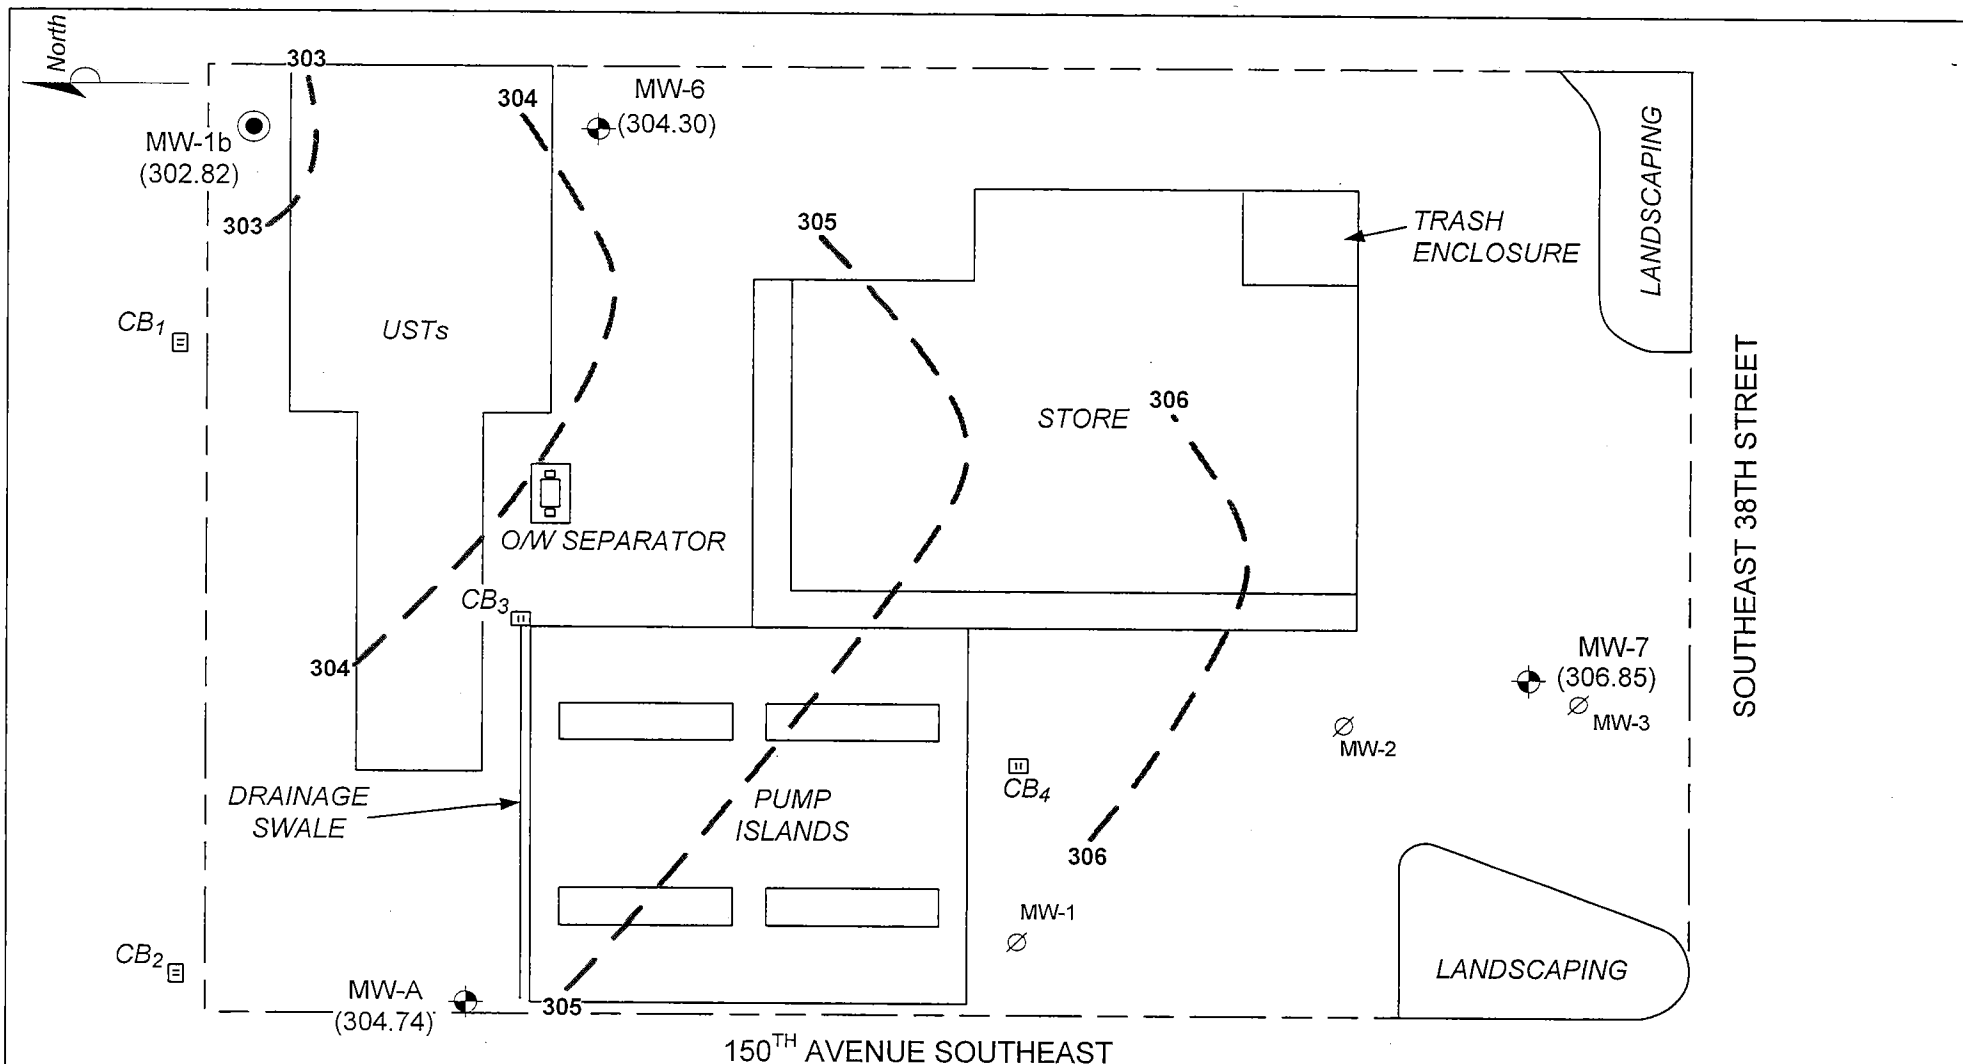 North
303
MW-1b
(302.82)
303
304
MW-6
(304.30)
305
TRASH
ENCLOSURE
LANDSCAPING
CB1
USTs
STORE
306
SOUTHEAST 38TH STREET
O/W SEPARATOR
CB3
304
MW-7
(306.85)
MW-3
MW-2
DRAINAGE
SWALE
PUMP
ISLANDS
CB4
306
MW-1
CB2
MW-A
(304.74)
305
LANDSCAPING
150TH AVENUE SOUTHEAST